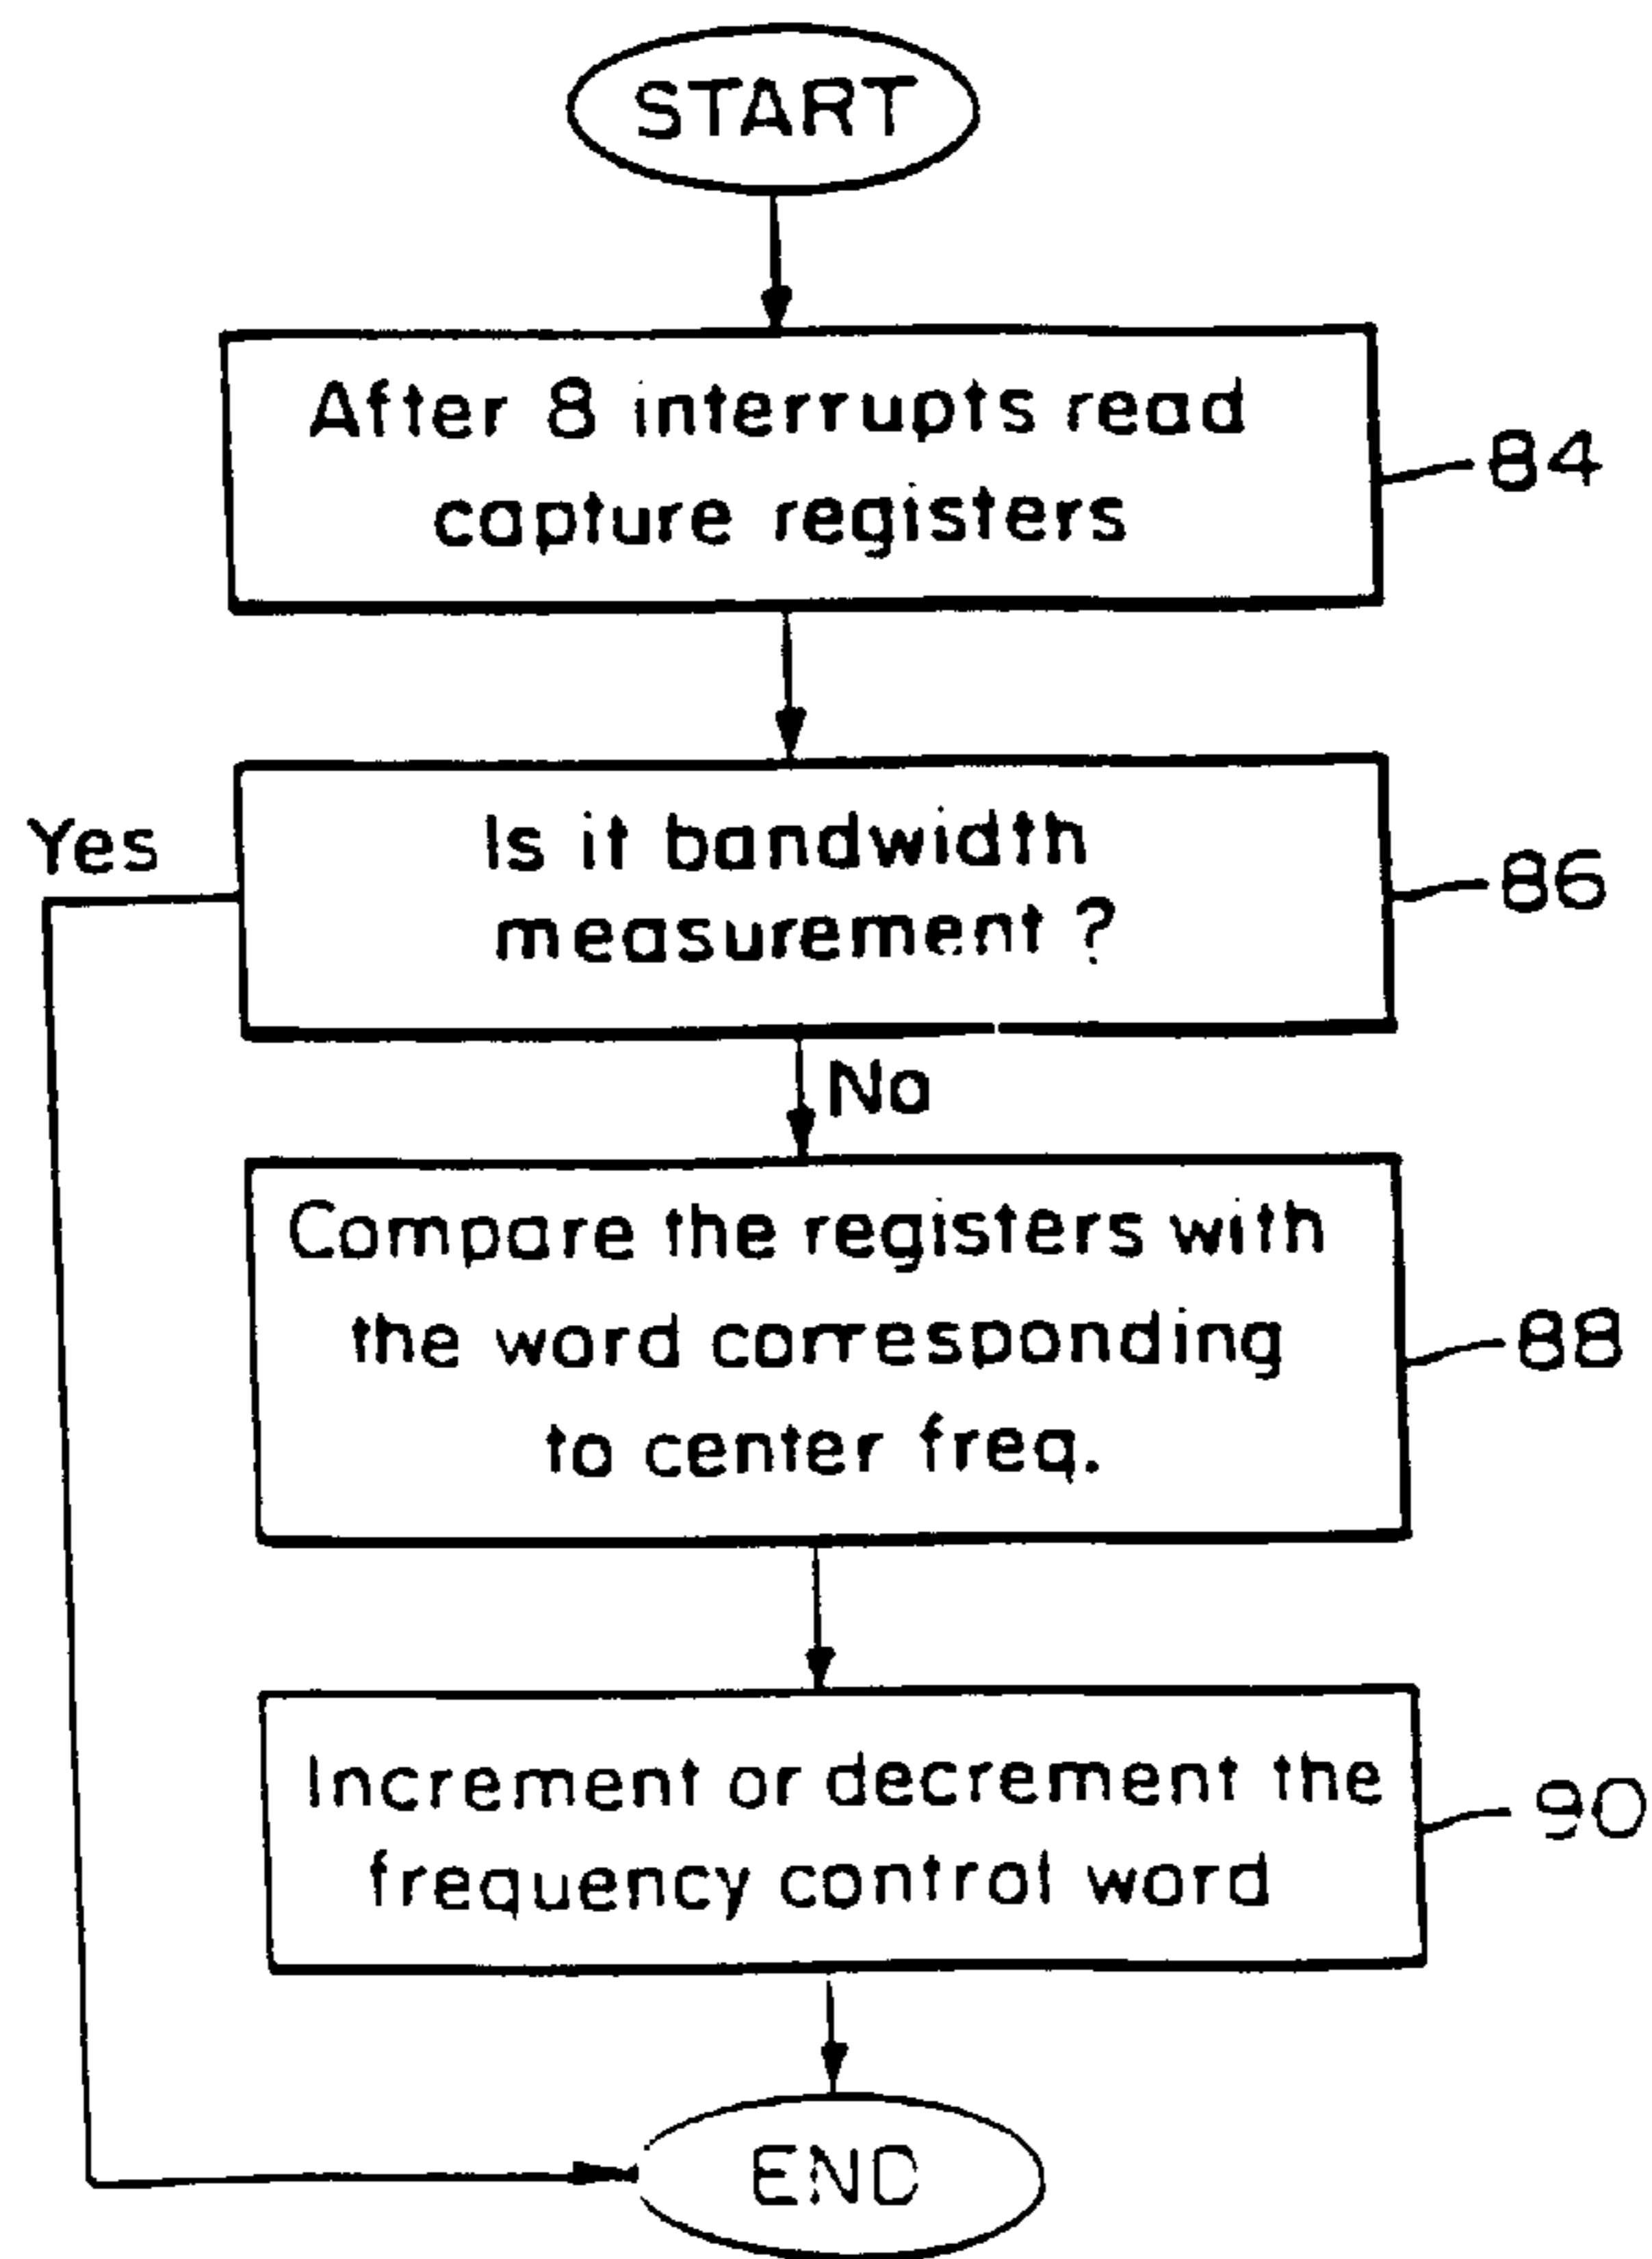 START
After 8 interrupts read
capture registers
84
Yes
Is it bandwidth
measurement ?
86
No
Compare the registers with
the word corresponding
to center freq.
88
Increment or decrement the
frequency control word
90
END